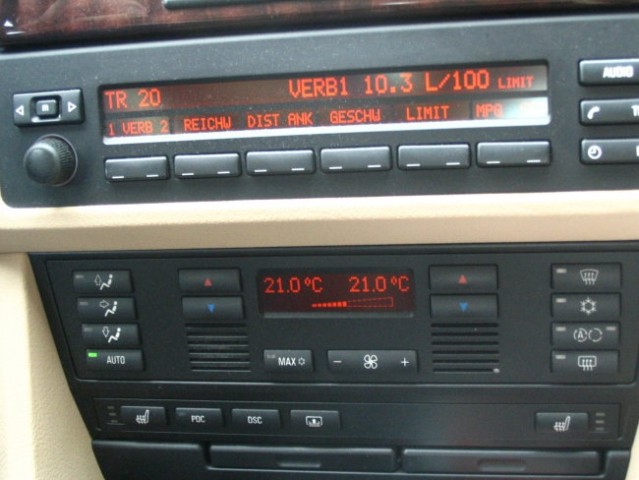 TR 20 VERB1 10.3 L/100 LIMIT
1 VERB 2 REICHW DIST ANK GESCHW LIMIT MPG
AUDIO
21.0 °C 21.0 °C
AUTO
MAX
- +
PDC DSC